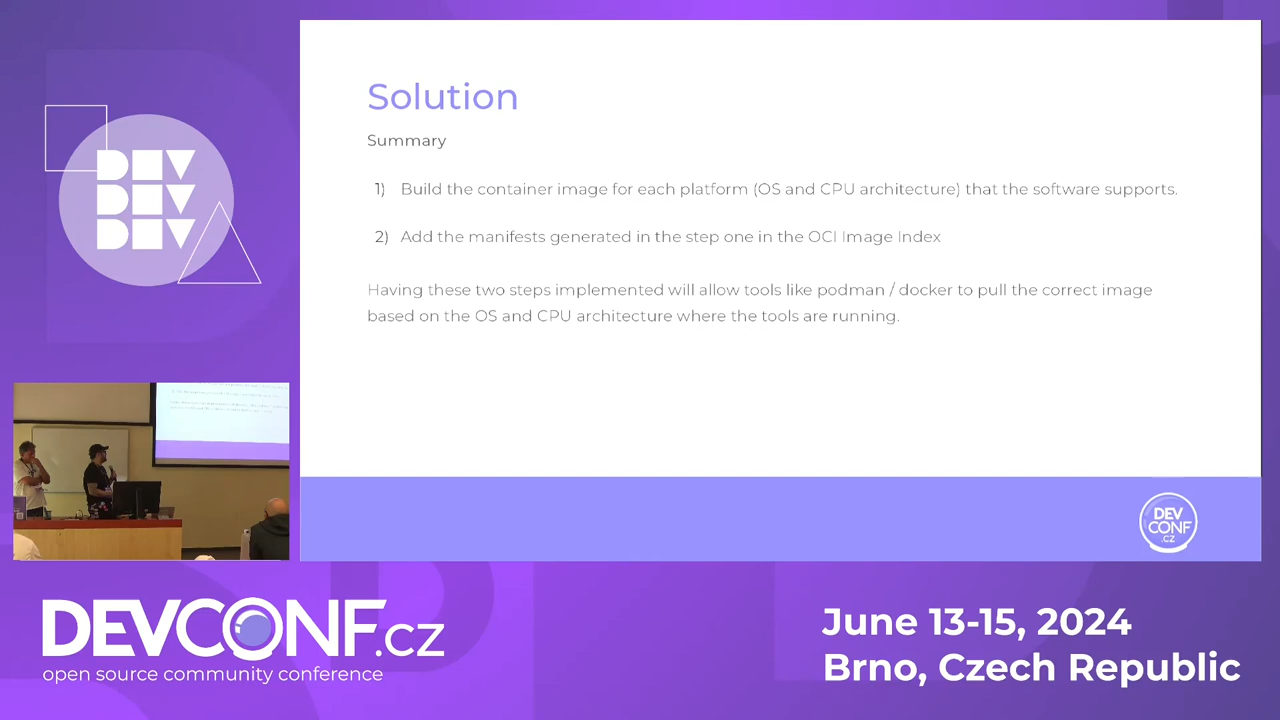 DEV
DEV
DEV
Solution
Summary
1) Build the container image for each platform (OS and CPU architecture) that the software supports.
2) Add the manifests generated in the step one in the OCI Image Index
Having these two steps implemented will allow tools like podman / docker to pull the correct image
based on the OS and CPU architecture where the tools are running.
DEV
CONF
.CZ
DEVCONF.cz
open source community conference
June 13-15, 2024
Brno, Czech Republic